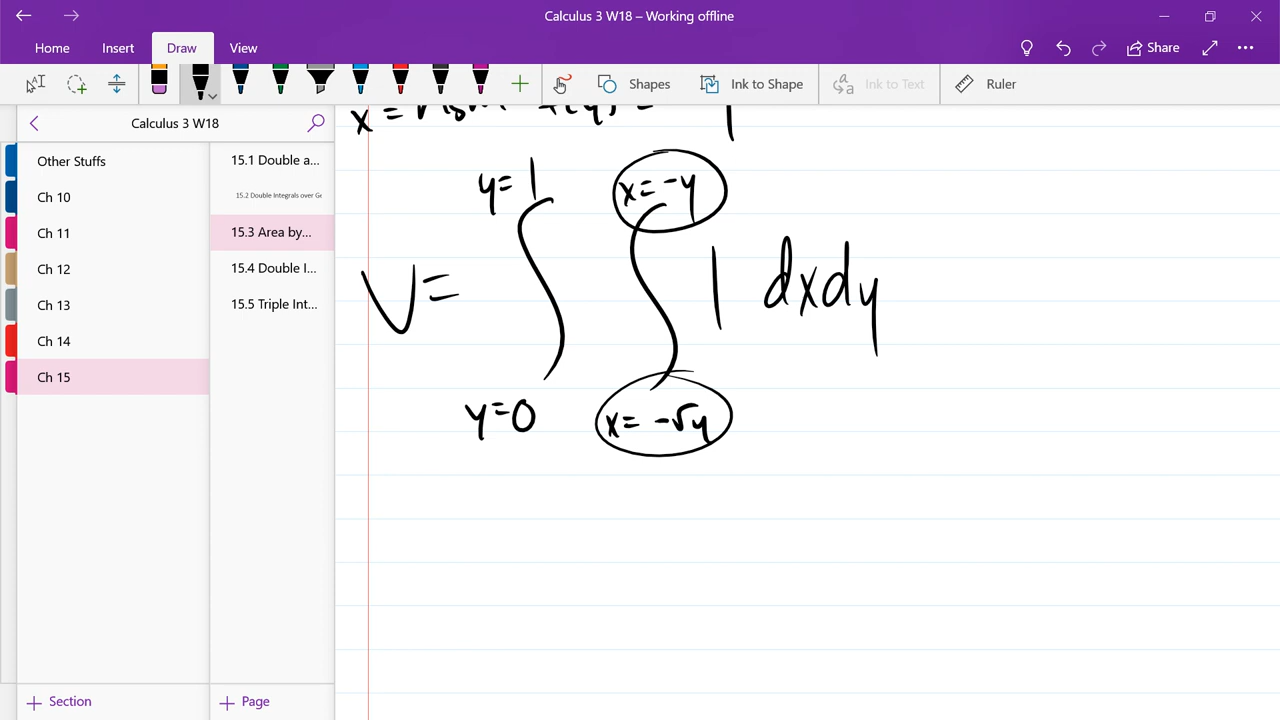 Calculus 3 W18 – Working offline
Home Insert Draw View Share
Shapes Ink to Shape Ink to Text Ruler
Calculus 3 W18
Other Stuffs
Ch 10
Ch 11
Ch 12
Ch 13
Ch 14
Ch 15
15.1 Double a...
15.2 Double Integrals over Ge
15.3 Area by...
15.4 Double I...
15.5 Triple Int...
x =
y=1 x=-y
V= ∫ ∫ 1 dxdy
y=0 x= -√y
Section Page